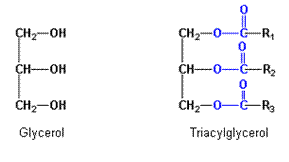 O
CH₂—OH CH₂—O—C—R₁
O
CH—OH CH—O—C—R₂
O
CH₂—OH CH₂—O—C—R₃
Glycerol Triacylglycerol